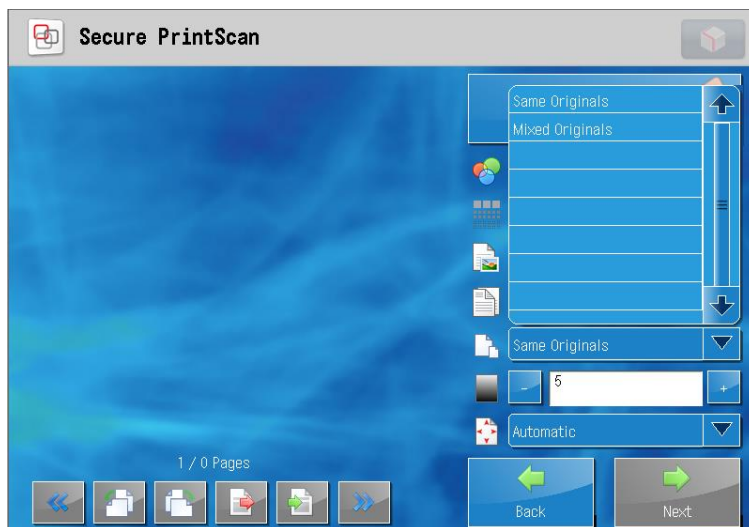 Secure PrintScan
Same Originals
Mixed Originals
Same Originals
- 5 +
Automatic
1 / 0 Pages
Back
Next